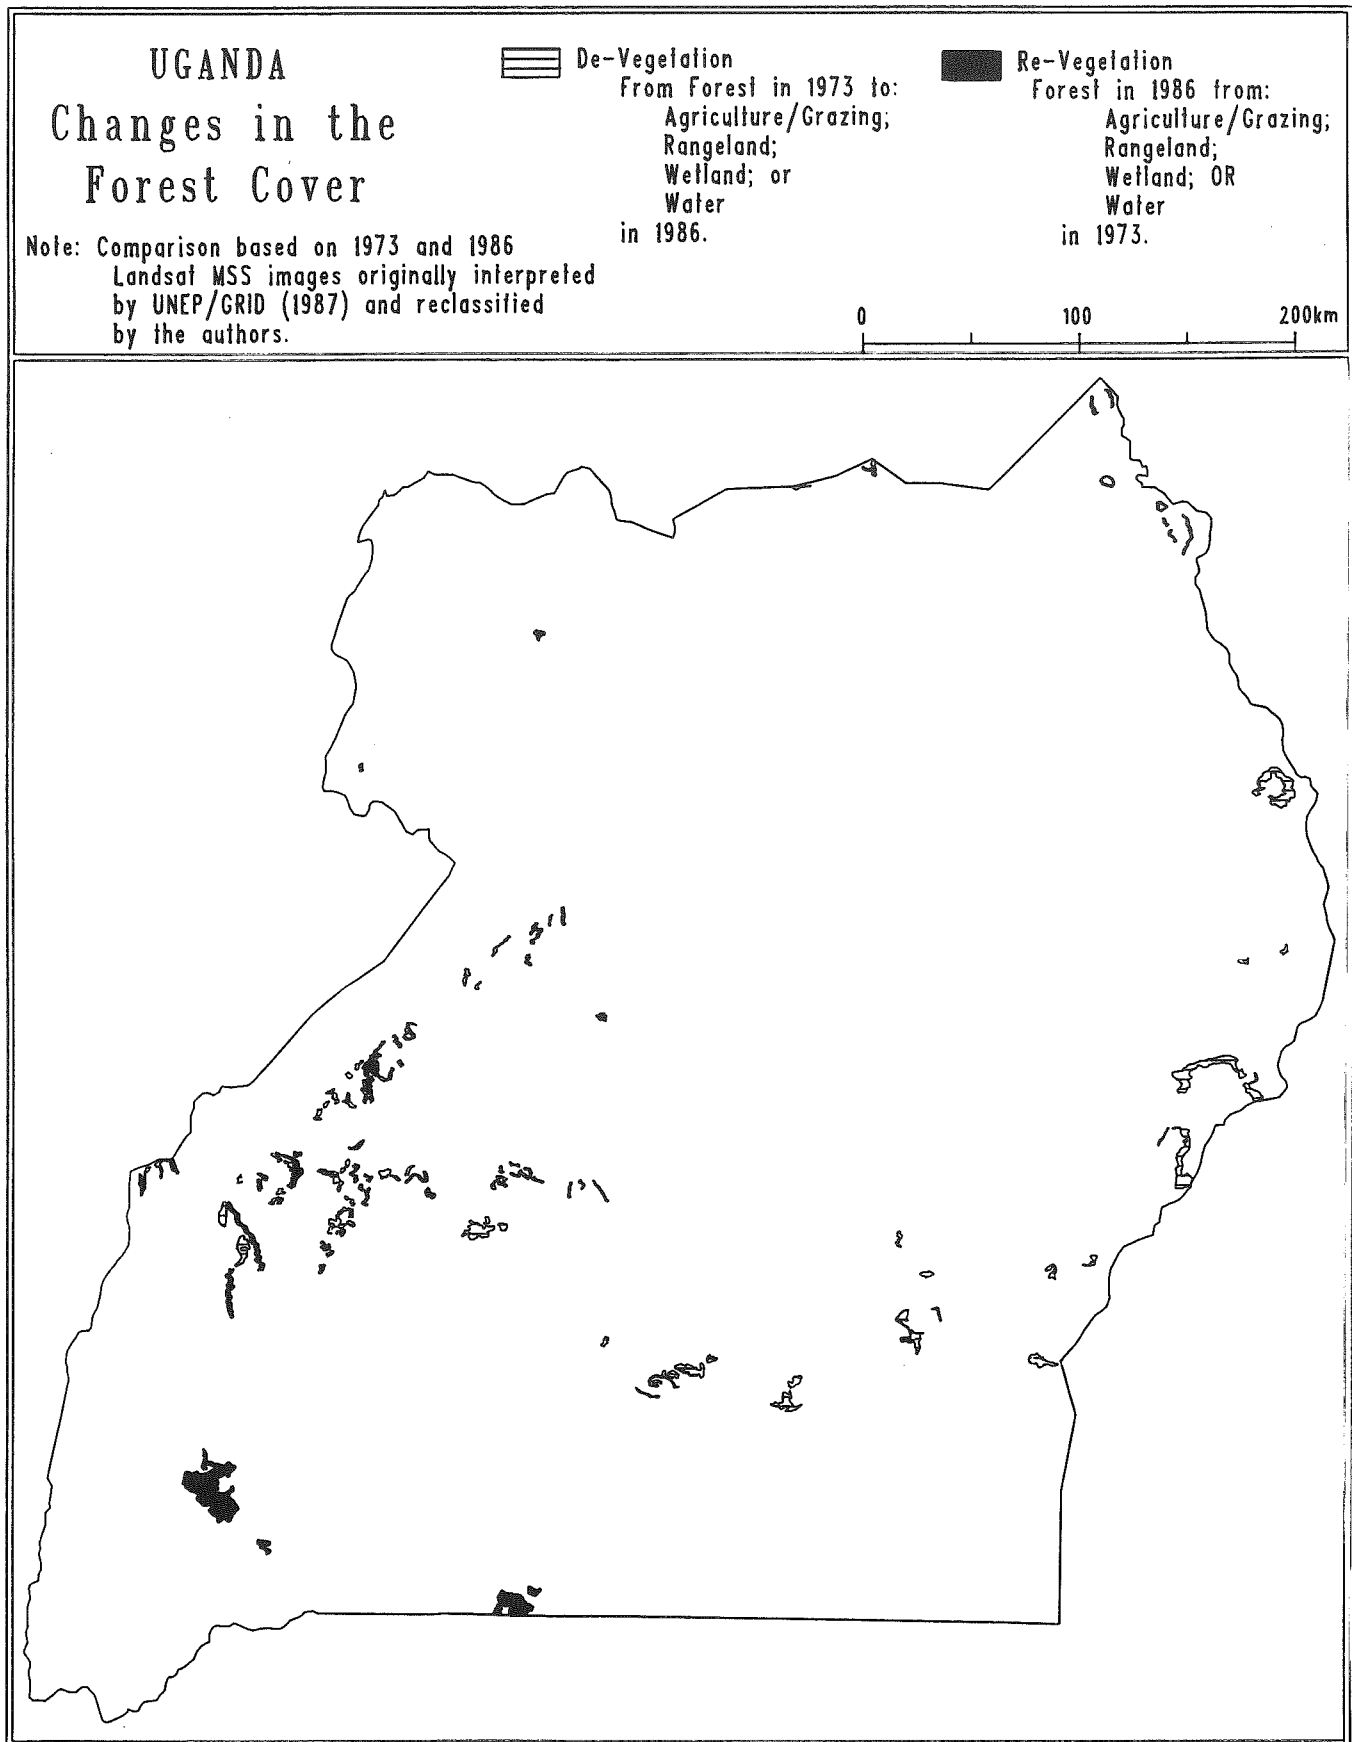 UGANDA
Changes in the
Forest Cover
Note: Comparison based on 1973 and 1986
Landsat MSS images originally interpreted
by UNEP/GRID (1987) and reclassified
by the authors.
De-Vegetation
From Forest in 1973 to:
Agriculture/Grazing;
Rangeland;
Wetland; or
Water
in 1986.
Re-Vegetation
Forest in 1986 from:
Agriculture/Grazing;
Rangeland;
Wetland; OR
Water
in 1973.
0 100 200km